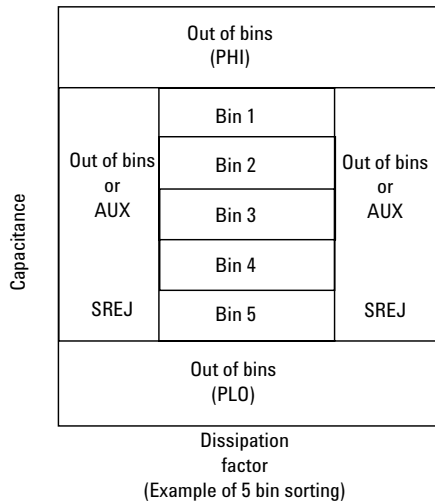 Out of bins
(PHI)
Bin 1
Out of bins
or
AUX
Bin 2
Out of bins
or
AUX
Bin 3
Capacitance
Bin 4
SREJ
Bin 5
SREJ
Out of bins
(PLO)
Dissipation
factor
(Example of 5 bin sorting)